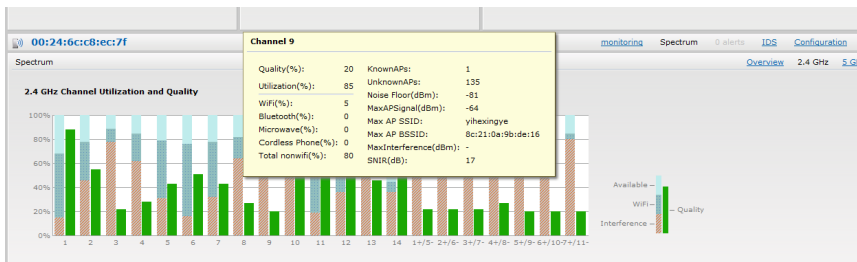 00:24:6c:c8:ec:7f
monitoring Spectrum 0 alerts IDS Configuration
Spectrum
Overview 2.4 GHz 5 G
Channel 9
Quality(%): 20 KnownAPs: 1
Utilization(%): 85 UnknownAPs: 135
Noise Floor(dBm): -81
WiFi(%): 5 MaxAPSignal(dBm): -64
Bluetooth(%): 0 Max AP SSID: yihexingye
Microwave(%): 0 Max AP BSSID: 8c:21:0a:9b:de:16
Cordless Phone(%): 0 MaxInterference(dBm): -
Total nonwifi(%): 80 SNIR(dB): 17
2.4 GHz Channel Utilization and Quality
100%
80%
60%
40%
20%
0%
1 2 3 4 5 6 7 8 9 10 11 12 13 14 1+/5- 2+/6- 3+/7- 4+/8- 5+/9- 6+/10- 7+/11-
Available
WiFi
Quality
Interference